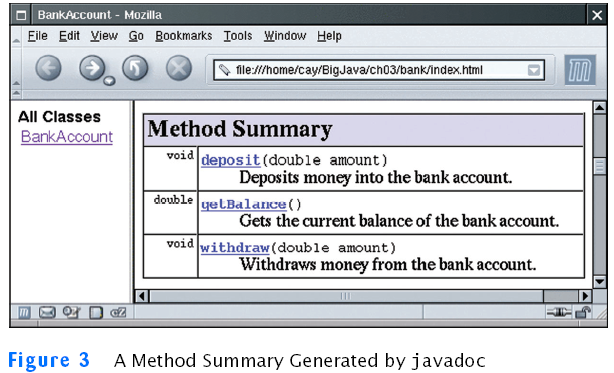 BankAccount - Mozilla
File Edit View Go Bookmarks Tools Window Help
file:///home/cay/BigJava/ch03/bank/index.html
All Classes
BankAccount
Method Summary
void deposit(double amount)
Deposits money into the bank account.
double getBalance()
Gets the current balance of the bank account.
void withdraw(double amount)
Withdraws money from the bank account.
Figure 3 A Method Summary Generated by javadoc